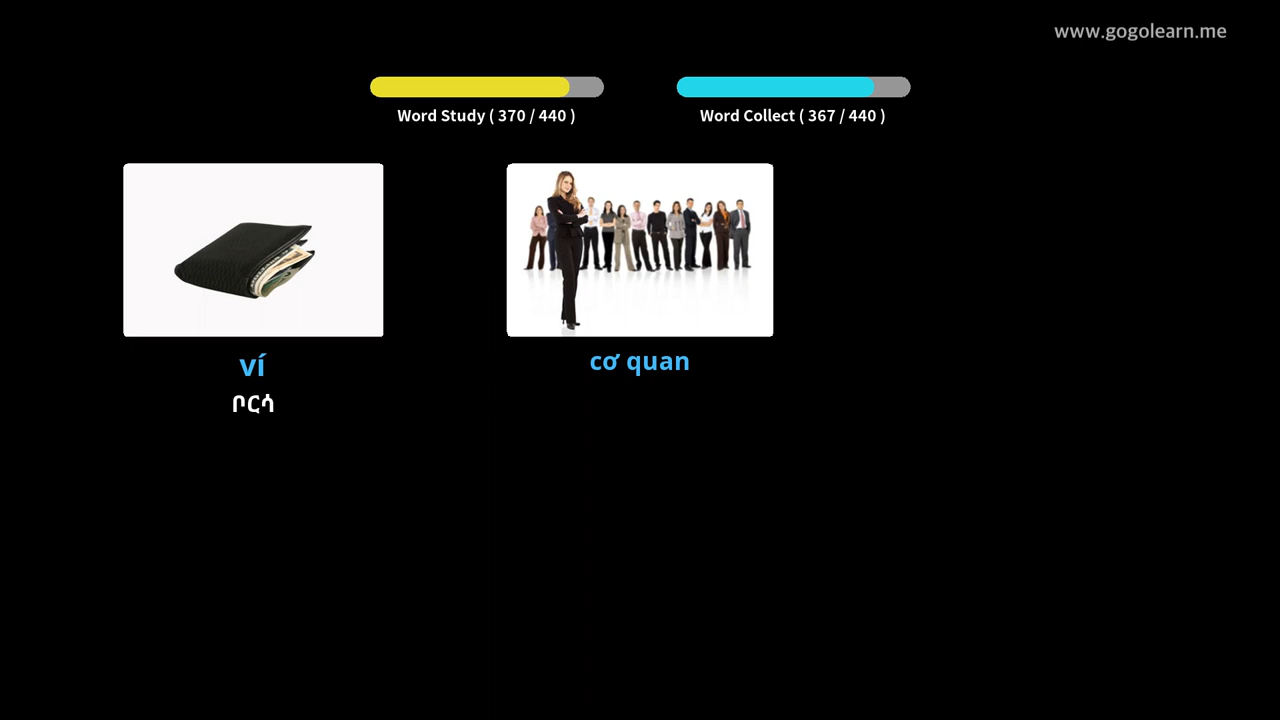 www.gogolearn.me
Word Study ( 370 / 440 )
Word Collect ( 367 / 440 )
ví
ቦርሳ
cơ quan